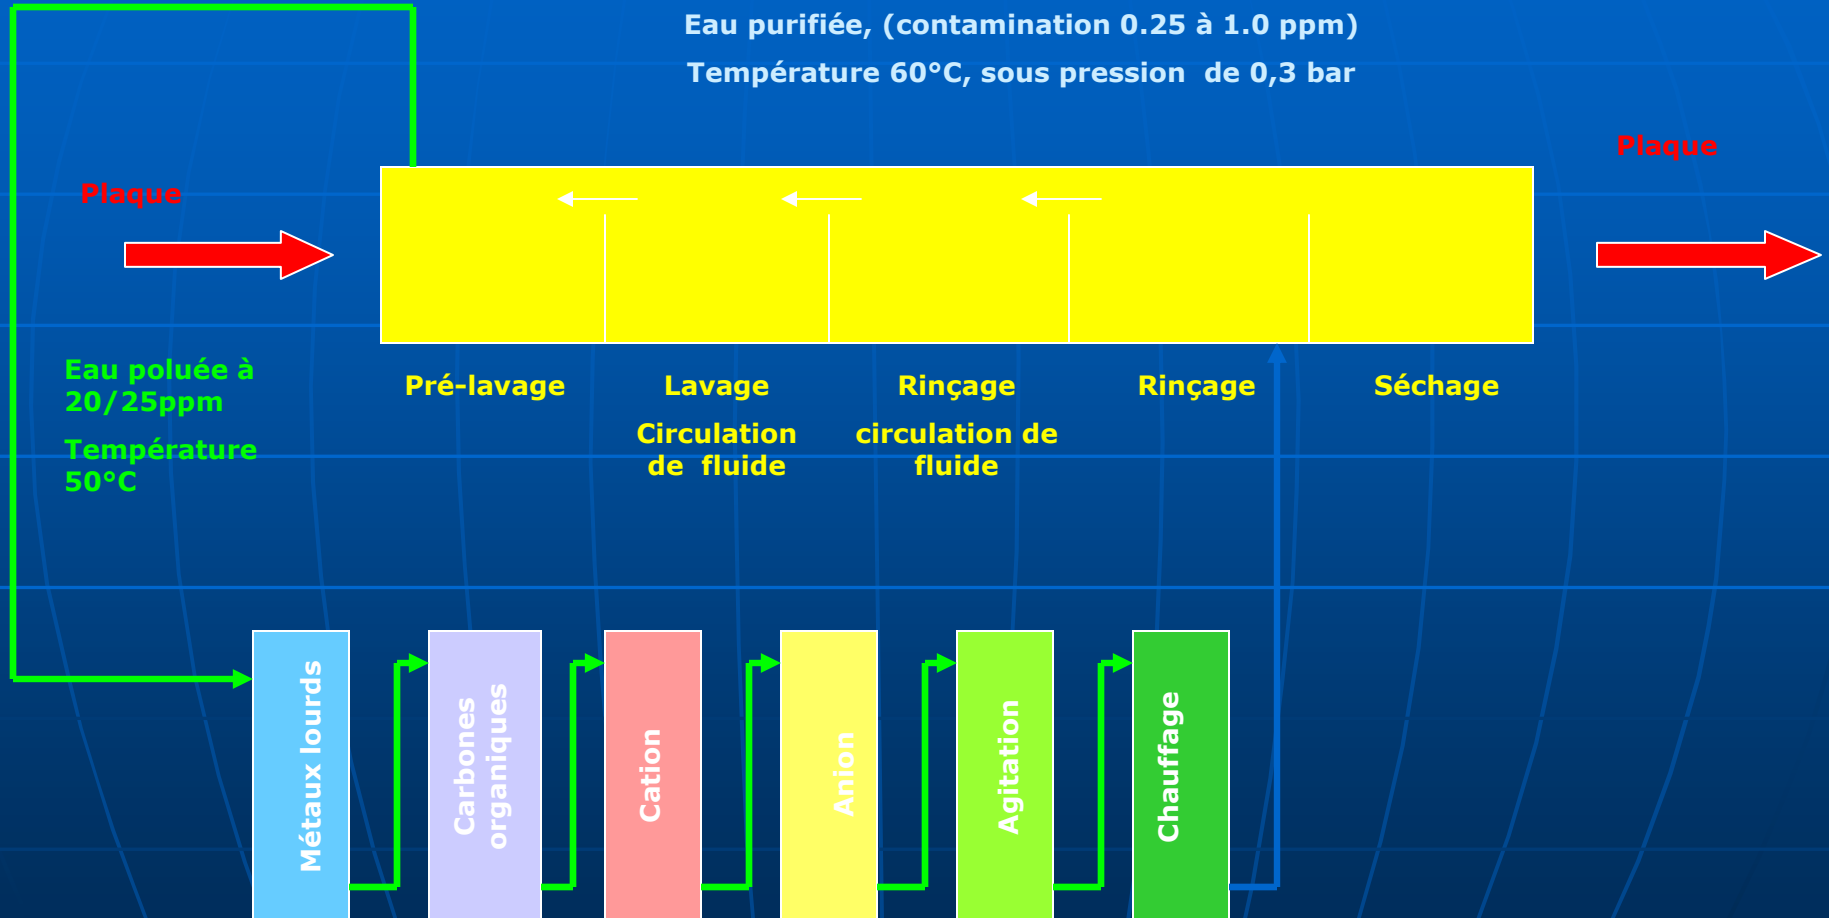 Eau purifiée, (contamination 0.25 à 1.0 ppm)
Température 60°C, sous pression  de 0,3 bar
Plaque
Plaque
Eau poluée à
20/25ppm
Température
50°C
Pré-lavage
Lavage
Circulation
de  fluide
Rinçage
circulation de
fluide
Rinçage
Séchage
Métaux lourds
Carbones
organiques
Cation
Anion
Agitation
Chauffage